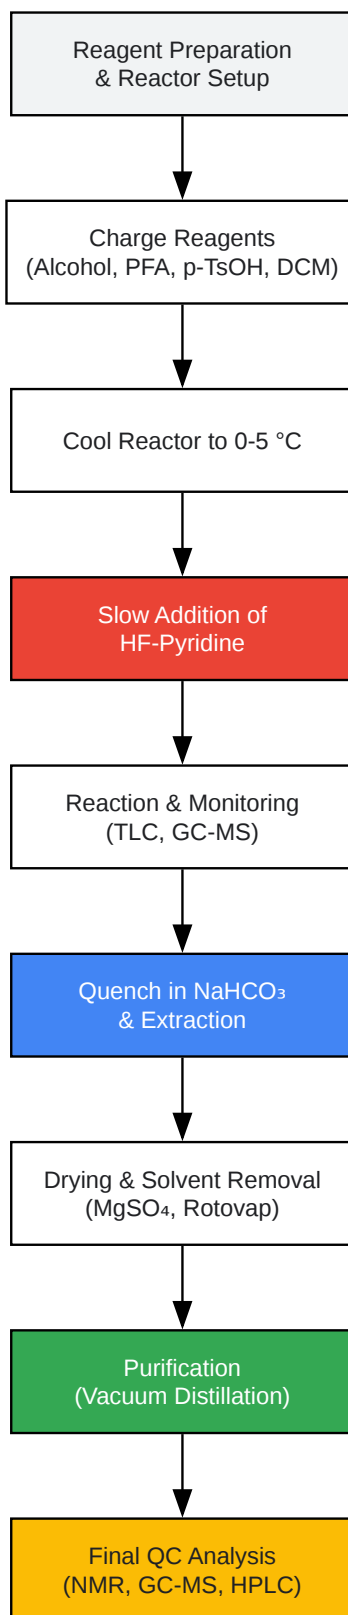 Reagent Preparation
& Reactor Setup
Charge Reagents
(Alcohol, PFA, p-TsOH, DCM)
Cool Reactor to 0-5 °C
Slow Addition of
HF-Pyridine
Reaction & Monitoring
(TLC, GC-MS)
Quench in NaHCO₃
& Extraction
Drying & Solvent Removal
(MgSO₄, Rotovap)
Purification
(Vacuum Distillation)
Final QC Analysis
(NMR, GC-MS, HPLC)